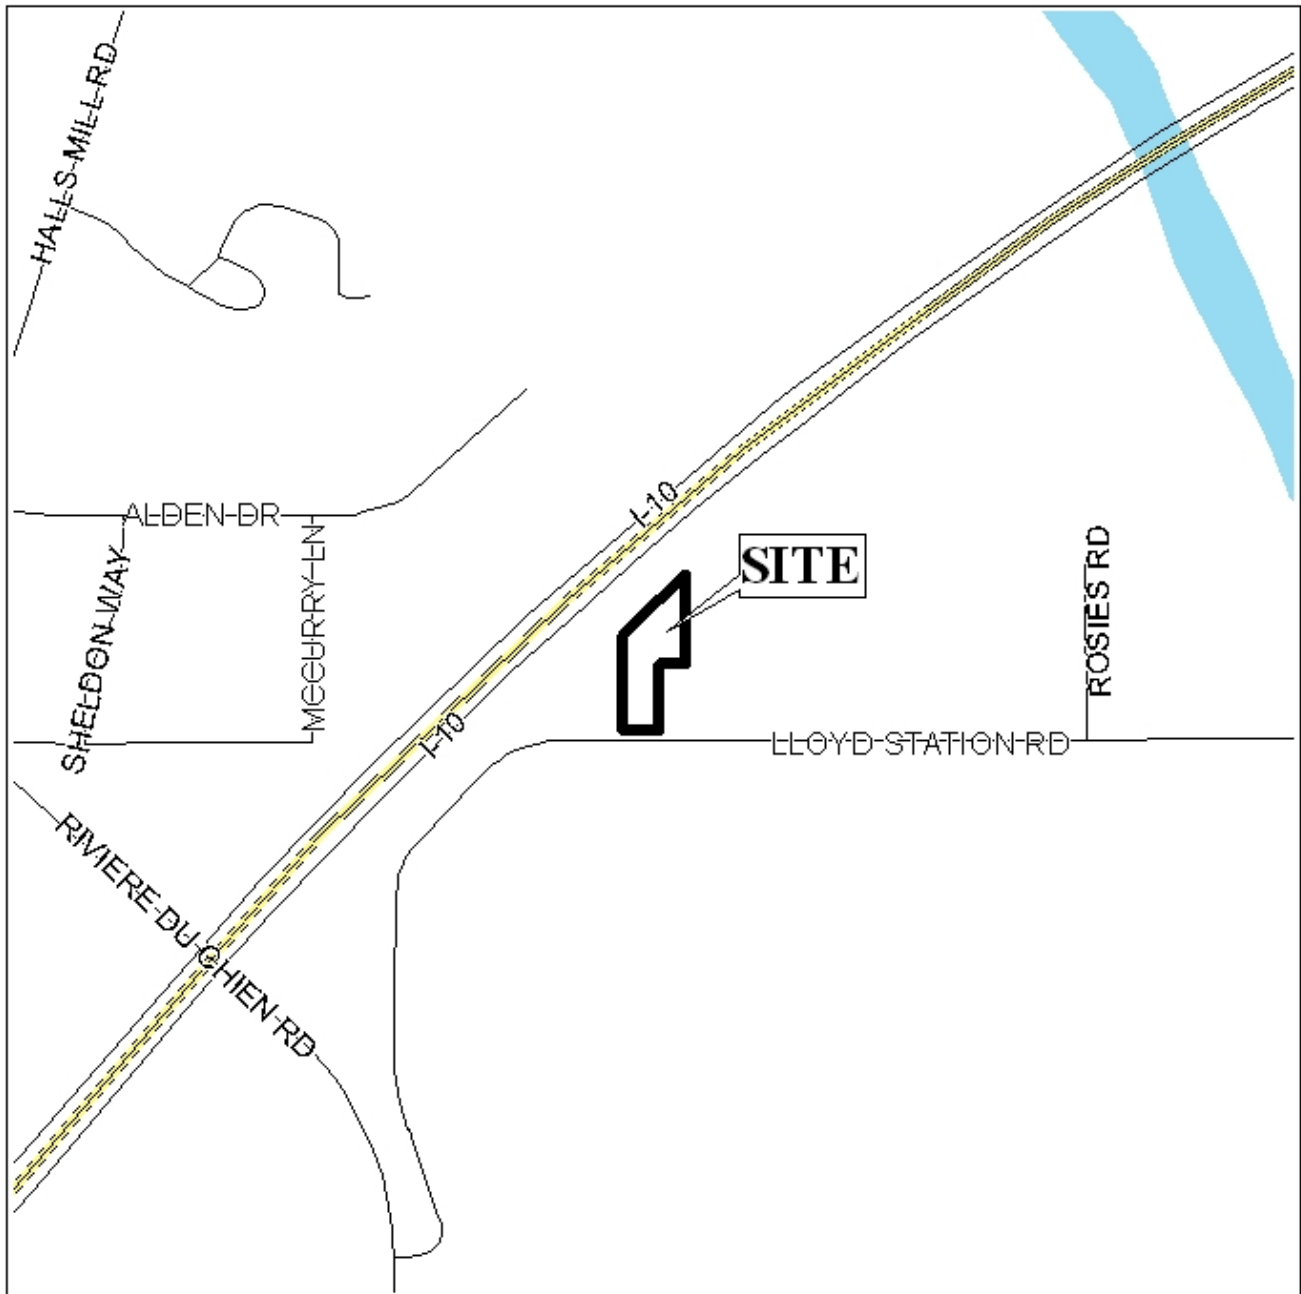 HALLS MILL RD
I-10
ALDEN DR
SITE
SHELDON WAY
MCCURRY LN
ROSIES RD
I-10
LLOYD STATION RD
RIVIERE DU CHIEN RD